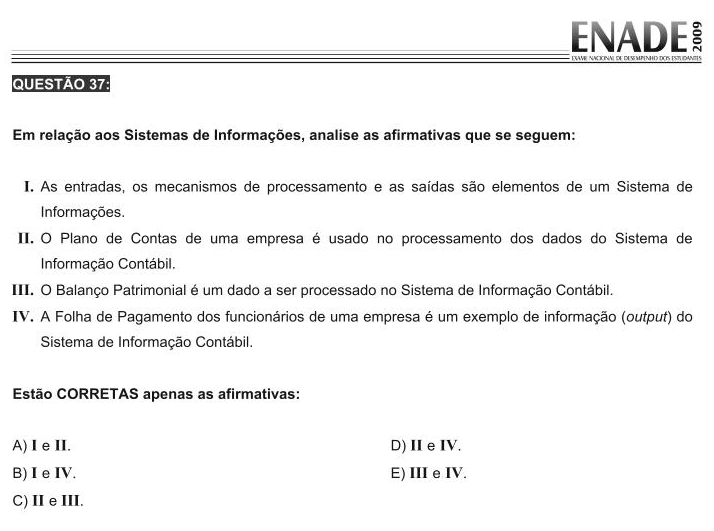 ENADE 2009
EXAME NACIONAL DE DESEMPENHO DOS ESTUDANTES
QUESTÃO 37:
Em relação aos Sistemas de Informações, analise as afirmativas que se seguem:
I. As entradas, os mecanismos de processamento e as saídas são elementos de um Sistema de
Informações.
II. O Plano de Contas de uma empresa é usado no processamento dos dados do Sistema de
Informação Contábil.
III. O Balanço Patrimonial é um dado a ser processado no Sistema de Informação Contábil.
IV. A Folha de Pagamento dos funcionários de uma empresa é um exemplo de informação (output) do
Sistema de Informação Contábil.
Estão CORRETAS apenas as afirmativas:
A) I e II.
B) I e IV.
C) II e III.
D) II e IV.
E) III e IV.